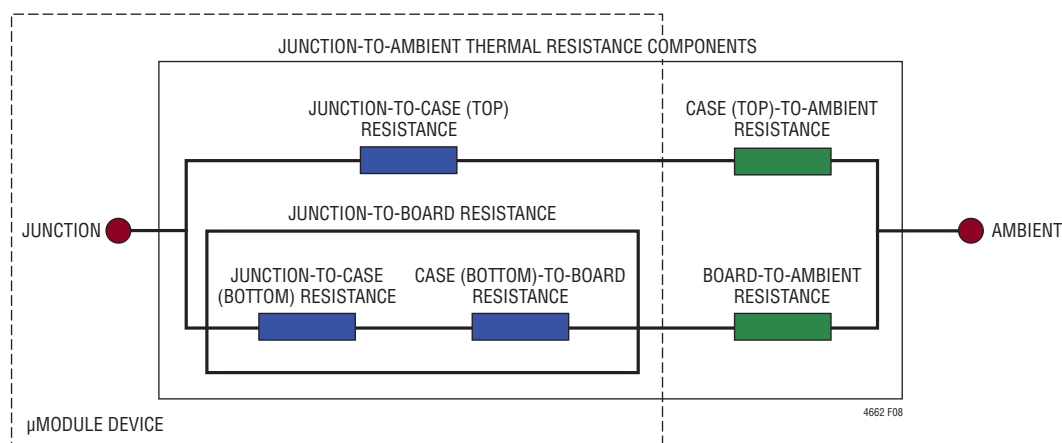 JUNCTION-TO-AMBIENT THERMAL RESISTANCE COMPONENTS
JUNCTION-TO-CASE (TOP)
RESISTANCE
CASE (TOP)-TO-AMBIENT
RESISTANCE
JUNCTION
JUNCTION-TO-BOARD RESISTANCE
AMBIENT
JUNCTION-TO-CASE
(BOTTOM) RESISTANCE
CASE (BOTTOM)-TO-BOARD
RESISTANCE
BOARD-TO-AMBIENT
RESISTANCE
4662 F08
µMODULE DEVICE